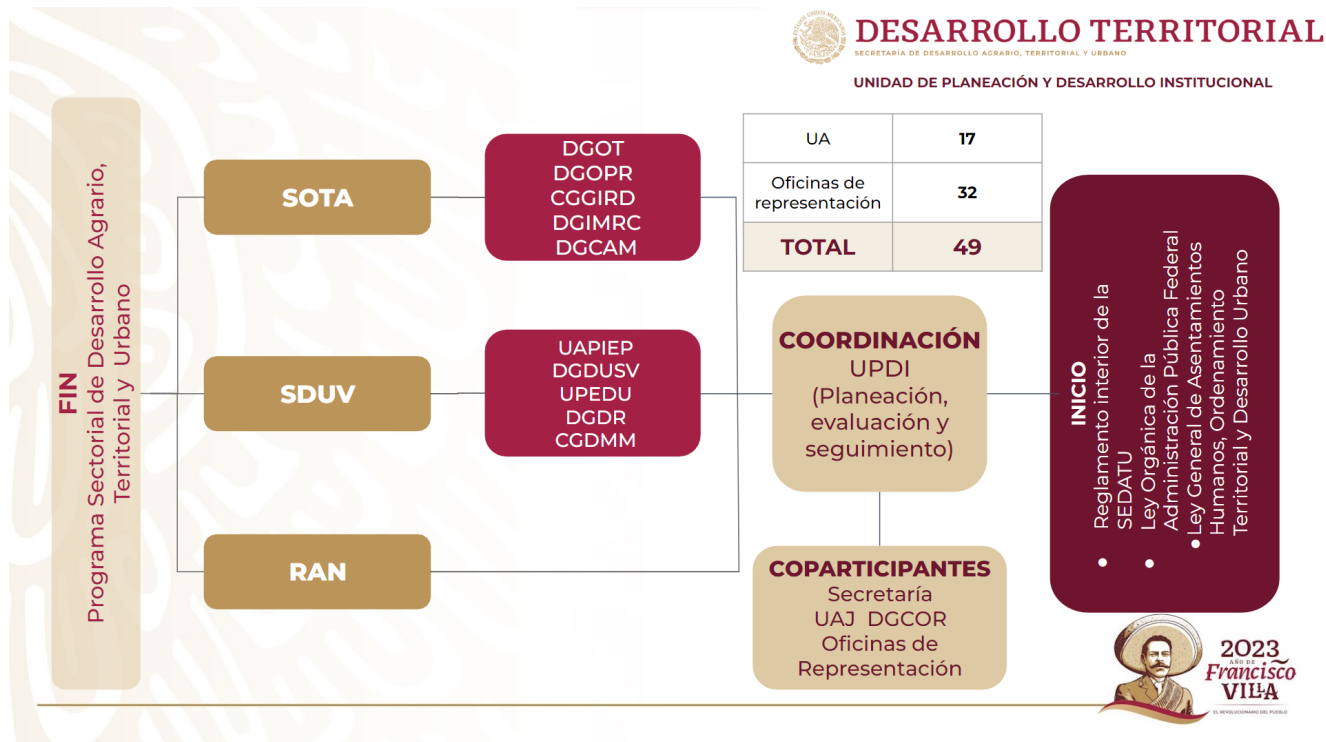 DESARROLLO TERRITORIAL
SECRETARÍA DE DESARROLLO AGRARIO, TERRITORIAL Y URBANO
UNIDAD DE PLANEACIÓN Y DESARROLLO INSTITUCIONAL
FIN
Programa Sectorial de Desarrollo Agrario,
Territorial y Urbano
SOTA
SDUV
RAN
DGOT
DGOPR
CGGIRD
DGIMRC
DGCAM
UAPIEP
DGDUSV
UPEDU
DGDR
CGDMM
UA 17
Oficinas de
representación 32
TOTAL 49
COORDINACIÓN
UPDI
(Planeación,
evaluación y
seguimiento)
COPARTICIPANTES
Secretaría
UAJ DGCOR
Oficinas de
Representación
INICIO
• Reglamento interior de la
SEDATU
• Ley Orgánica de la
Administración Pública Federal
• Ley General de Asentamientos
Humanos, Ordenamiento
Territorial y Desarrollo Urbano
2023
AÑO DE
Francisco
VILLA
EL REVOLUCIONARIO DEL PUEBLO